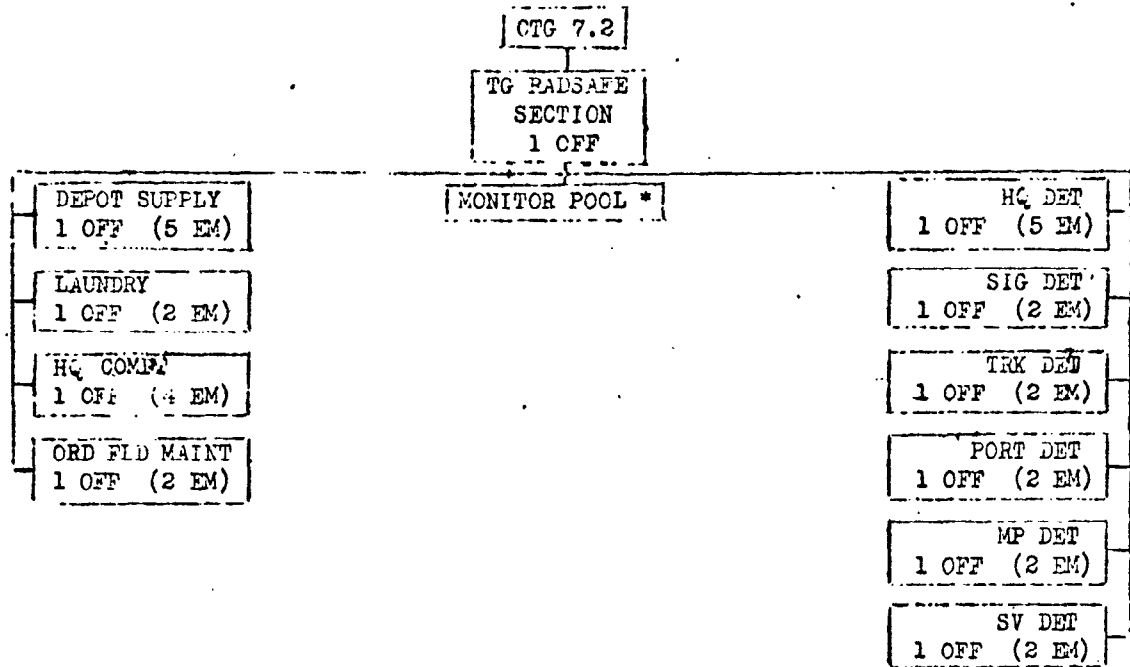 CTG 7.2
TG RADSAFE
SECTION
1 OFF
MONITOR POOL *
DEPOT SUPPLY
1 OFF (5 EM)
LAUNDRY
1 OFF (2 EM)
HQ
1 OFF (4 EM)
ORD FLD MAINT
1 OFF (2 EM)
HQ DET
1 OFF (5 EM)
SIG DET
1 OFF (2 EM)
TRK DET
1 OFF (2 EM)
PORT DET
1 OFF (2 EM)
MP DET
1 OFF (2 EM)
SV DET
1 OFF (2 EM)